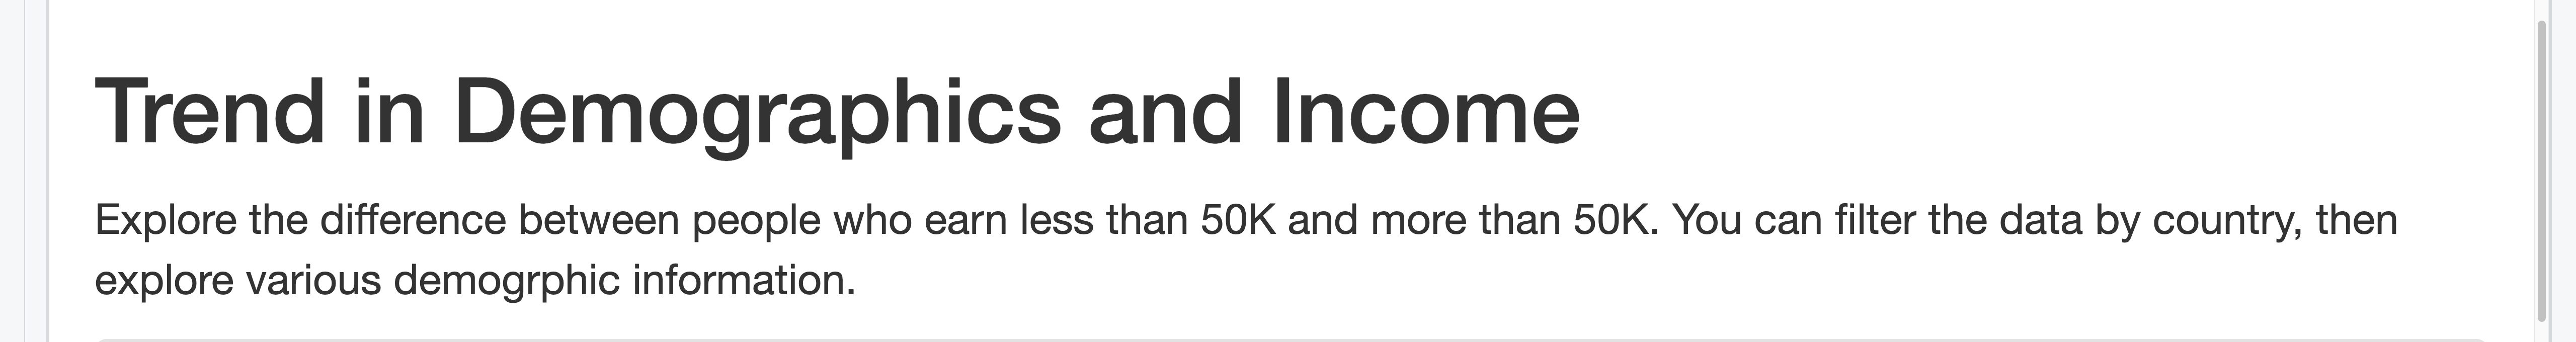 Trend in Demographics and Income
Explore the difference between people who earn less than 50K and more than 50K. You can filter the data by country, then
explore various demogrphic information.